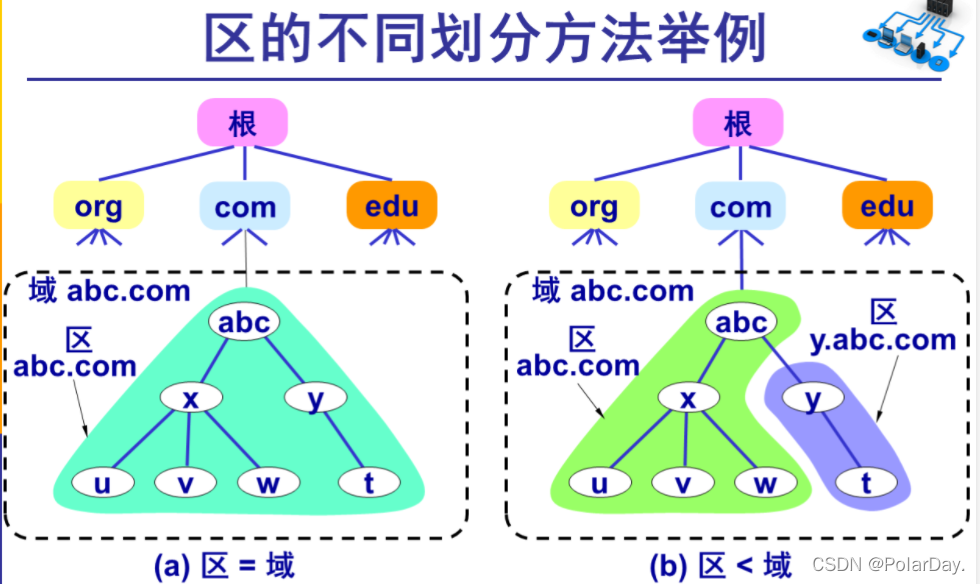 区的不同划分方法举例
根
org com edu
域 abc.com
区
abc.com
abc
x y
u v w t
(a) 区 = 域
根
org com edu
域 abc.com
区
abc.com
区
y.abc.com
abc
x y
u v w t
(b) 区 < 域
CSDN @PolarDay.